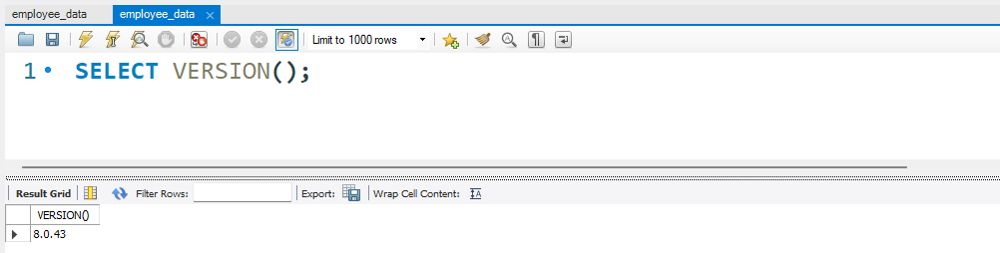 employee_data employee_data
Limit to 1000 rows
1 SELECT VERSION();
Result Grid Filter Rows: Export: Wrap Cell Content:
VERSION()
8.0.43